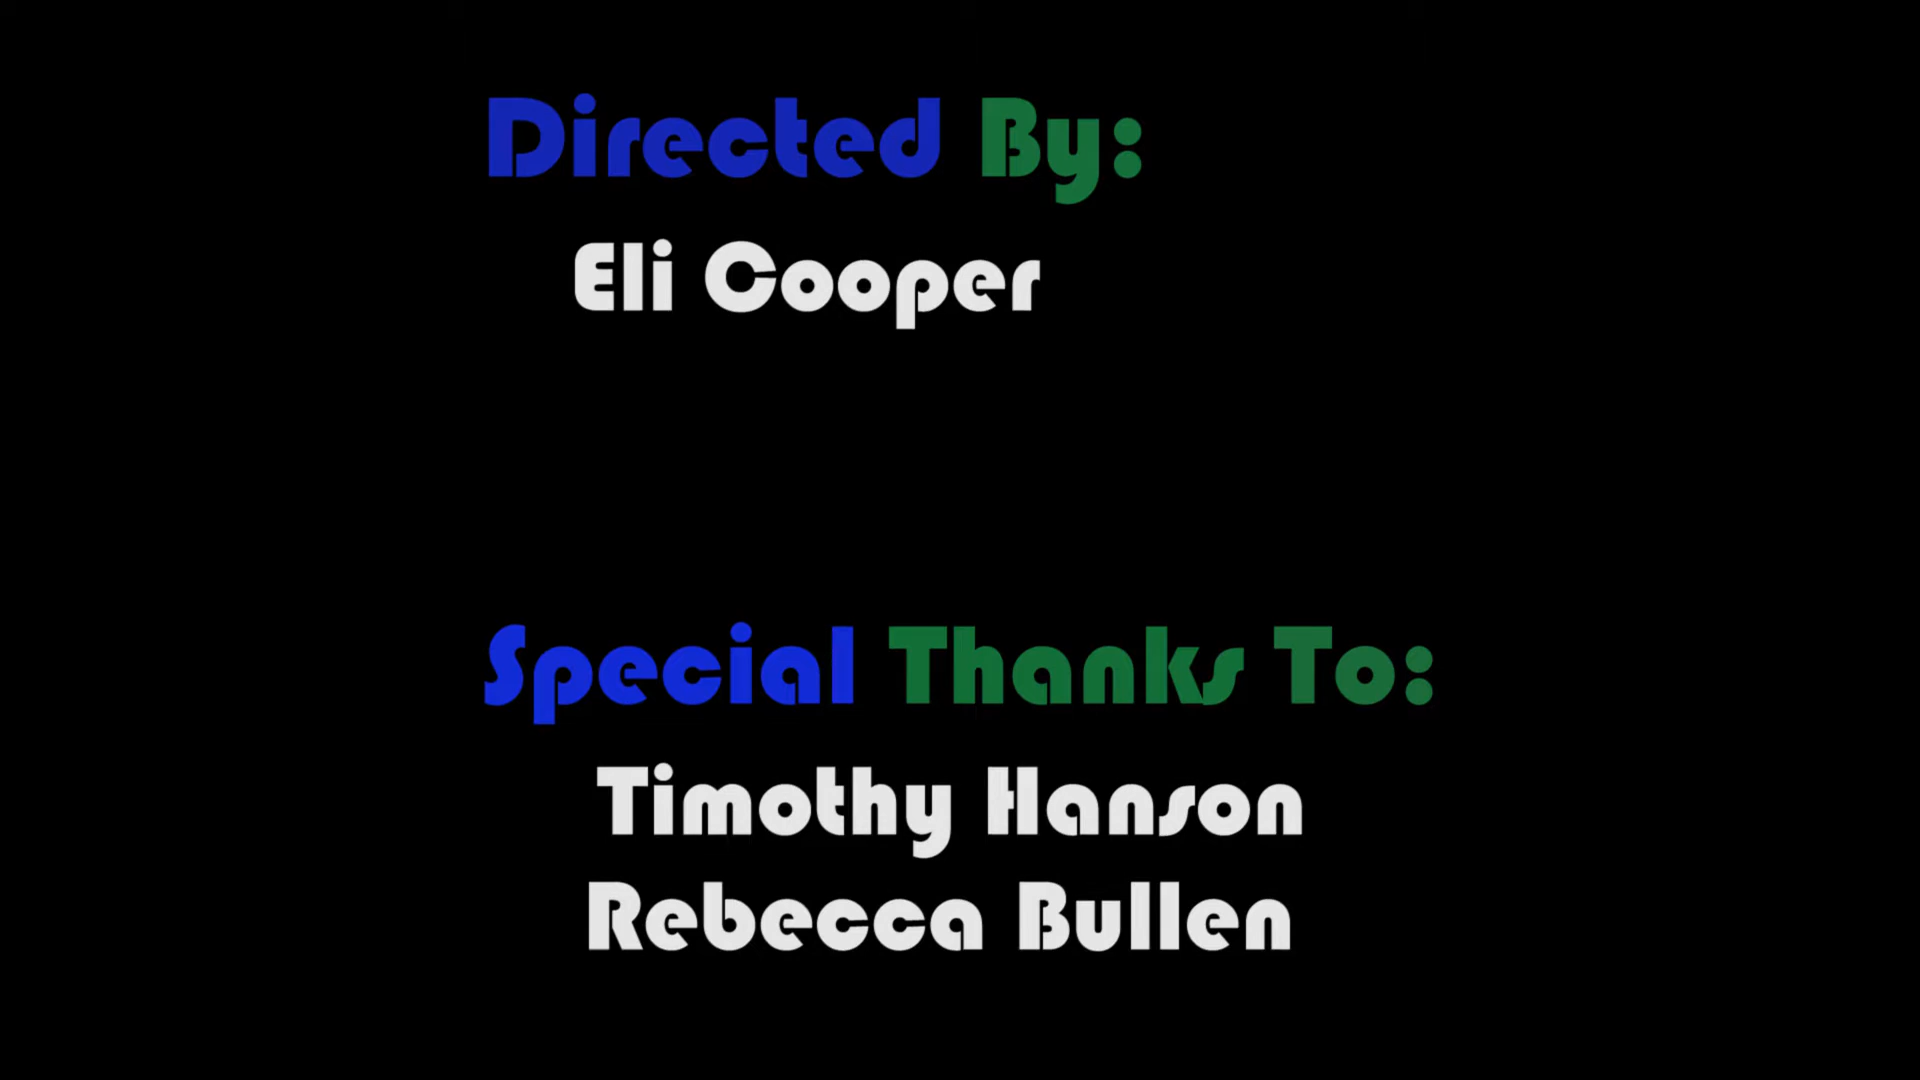 Directed By:
Eli Cooper
Special Thanks To:
Timothy Hanson
Rebecca Bullen